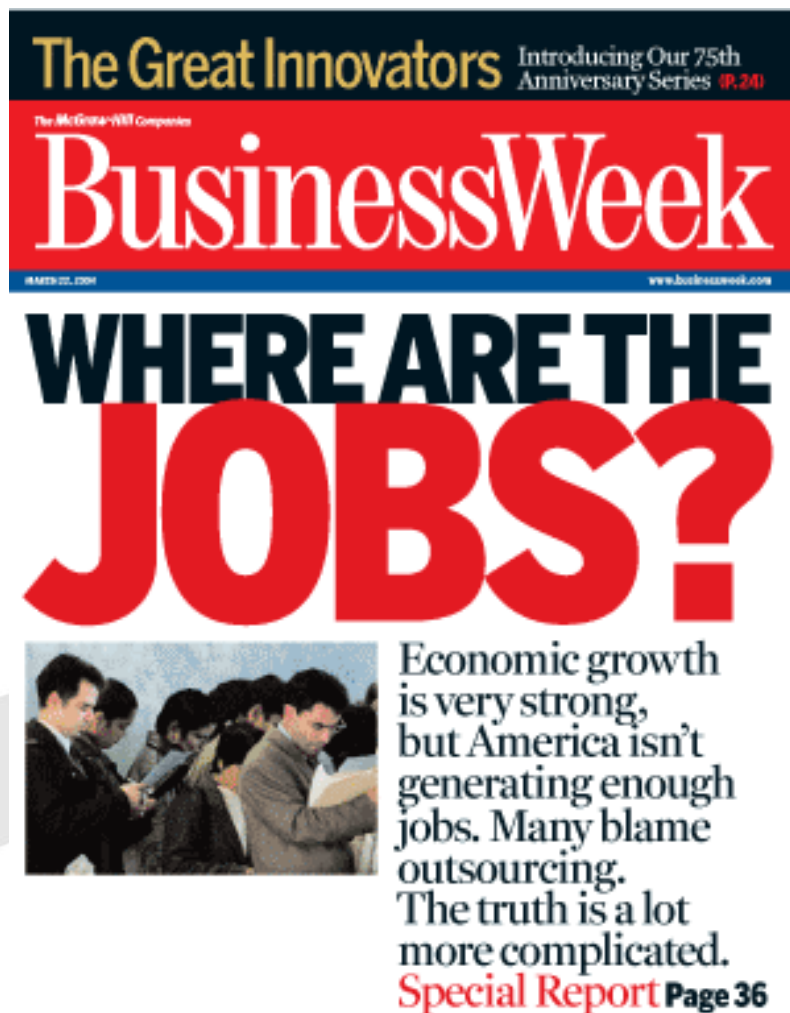 The Great Innovators
Introducing Our 75th
Anniversary Series (P.24)
The McGraw-Hill Companies
BusinessWeek
MARCH 22, 2004
www.businessweek.com
WHERE ARE THE
JOBS?
Economic growth
is very strong,
but America isn't
generating enough
jobs. Many blame
outsourcing.
The truth is a lot
more complicated.
Special Report Page 36